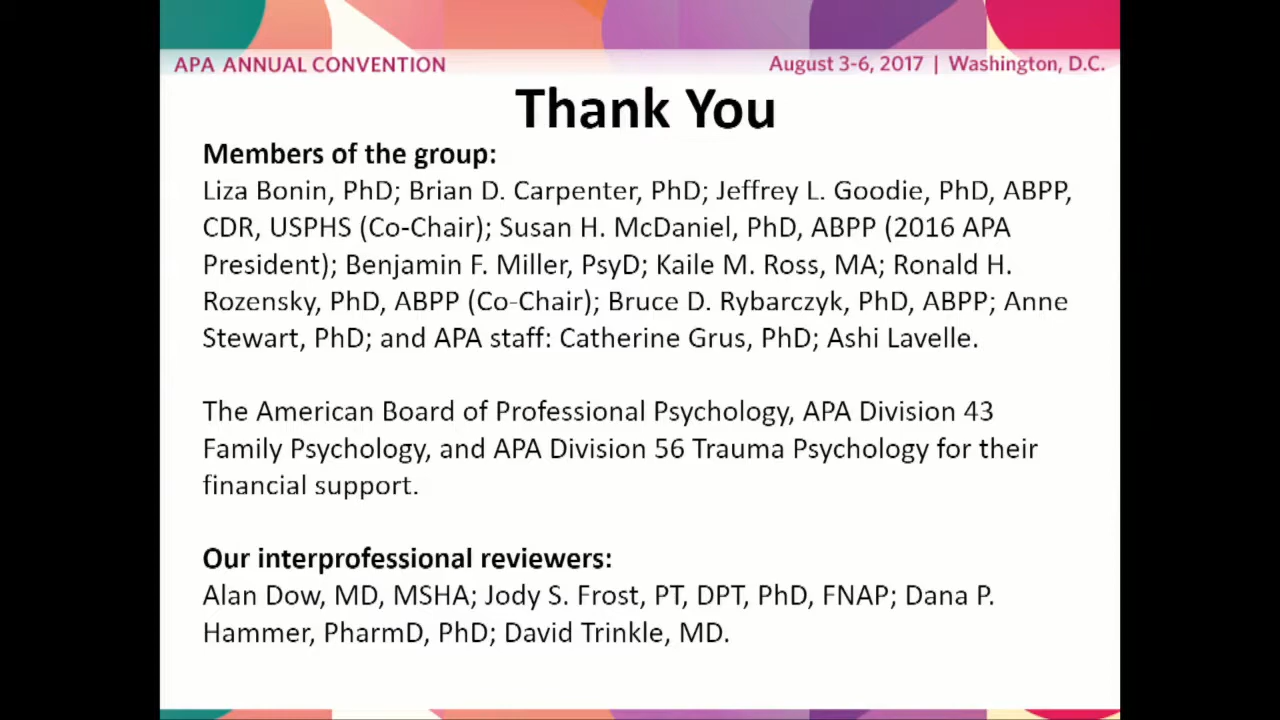 APA ANNUAL CONVENTION
August 3-6, 2017 | Washington, D.C.
Thank You
Members of the group:
Liza Bonin, PhD; Brian D. Carpenter, PhD; Jeffrey L. Goodie, PhD, ABPP,
CDR, USPHS (Co-Chair); Susan H. McDaniel, PhD, ABPP (2016 APA
President); Benjamin F. Miller, PsyD; Kaile M. Ross, MA; Ronald H.
Rozensky, PhD, ABPP (Co-Chair); Bruce D. Rybarczyk, PhD, ABPP; Anne
Stewart, PhD; and APA staff: Catherine Grus, PhD; Ashi Lavelle.
The American Board of Professional Psychology, APA Division 43
Family Psychology, and APA Division 56 Trauma Psychology for their
financial support.
Our interprofessional reviewers:
Alan Dow, MD, MSHA; Jody S. Frost, PT, DPT, PhD, FNAP; Dana P.
Hammer, PharmD, PhD; David Trinkle, MD.